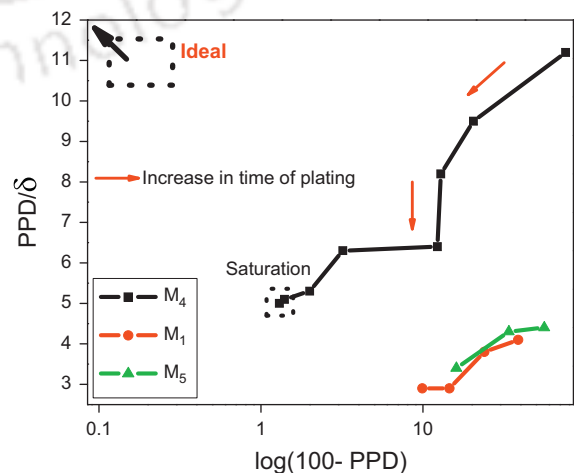 12
11
10
9
8
7
6
5
4
3
PPD/δ
Ideal
Increase in time of plating
Saturation
M4
M1
M5
0.1
1
10
log(100- PPD)